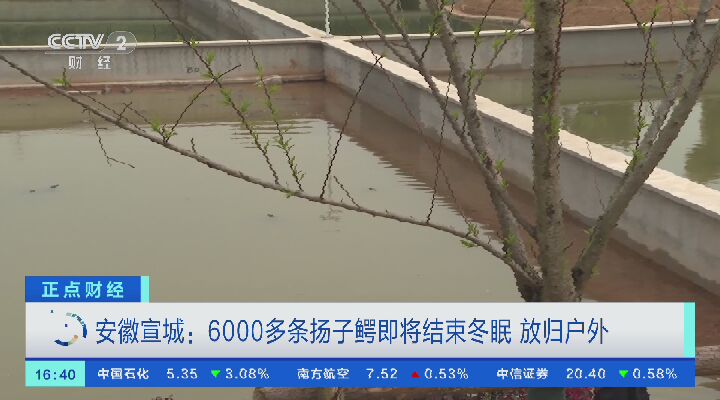 CCTV 2
财 经
正点财经
安徽宣城：6000多条扬子鳄即将结束冬眠 放归户外
16:40 中国石化 5.35 ▼3.08% 南方航空 7.52 ▲0.53% 中信证券 20.40 ▼0.58%